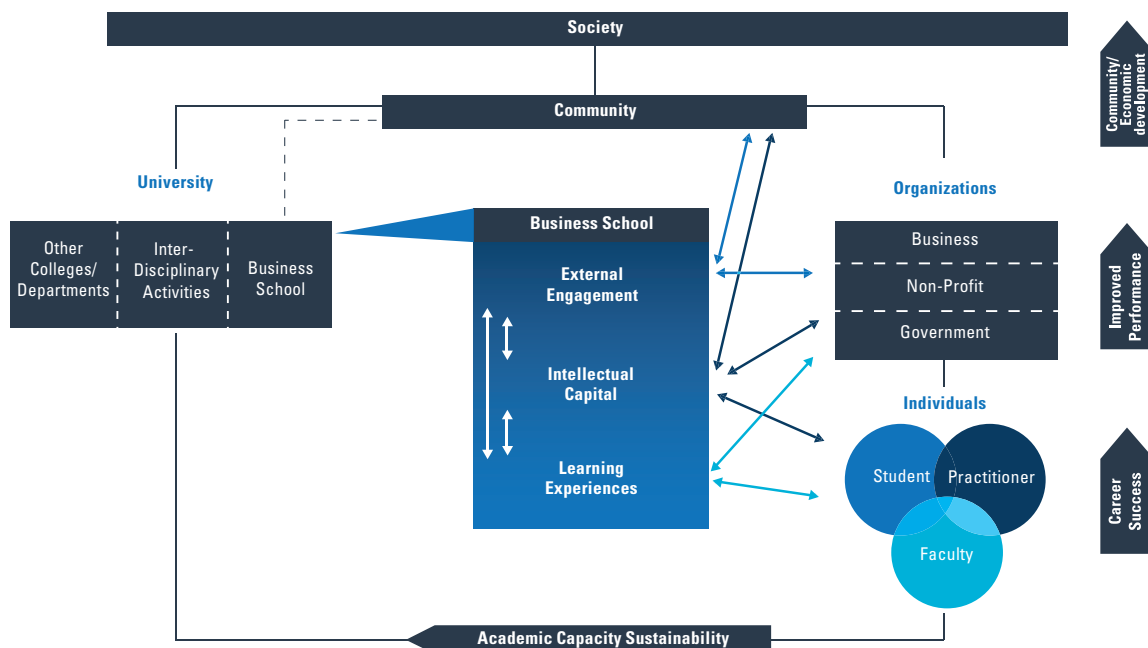 Society
Community
Community/
Economic
development
University
Organizations
Other
Colleges/
Departments
Inter-
Disciplinary
Activities
Business
School
Business School
External
Engagement
Intellectual
Capital
Learning
Experiences
Business
Non-Profit
Government
Improved
Performance
Individuals
Student
Practitioner
Faculty
Career
Success
Academic Capacity Sustainability